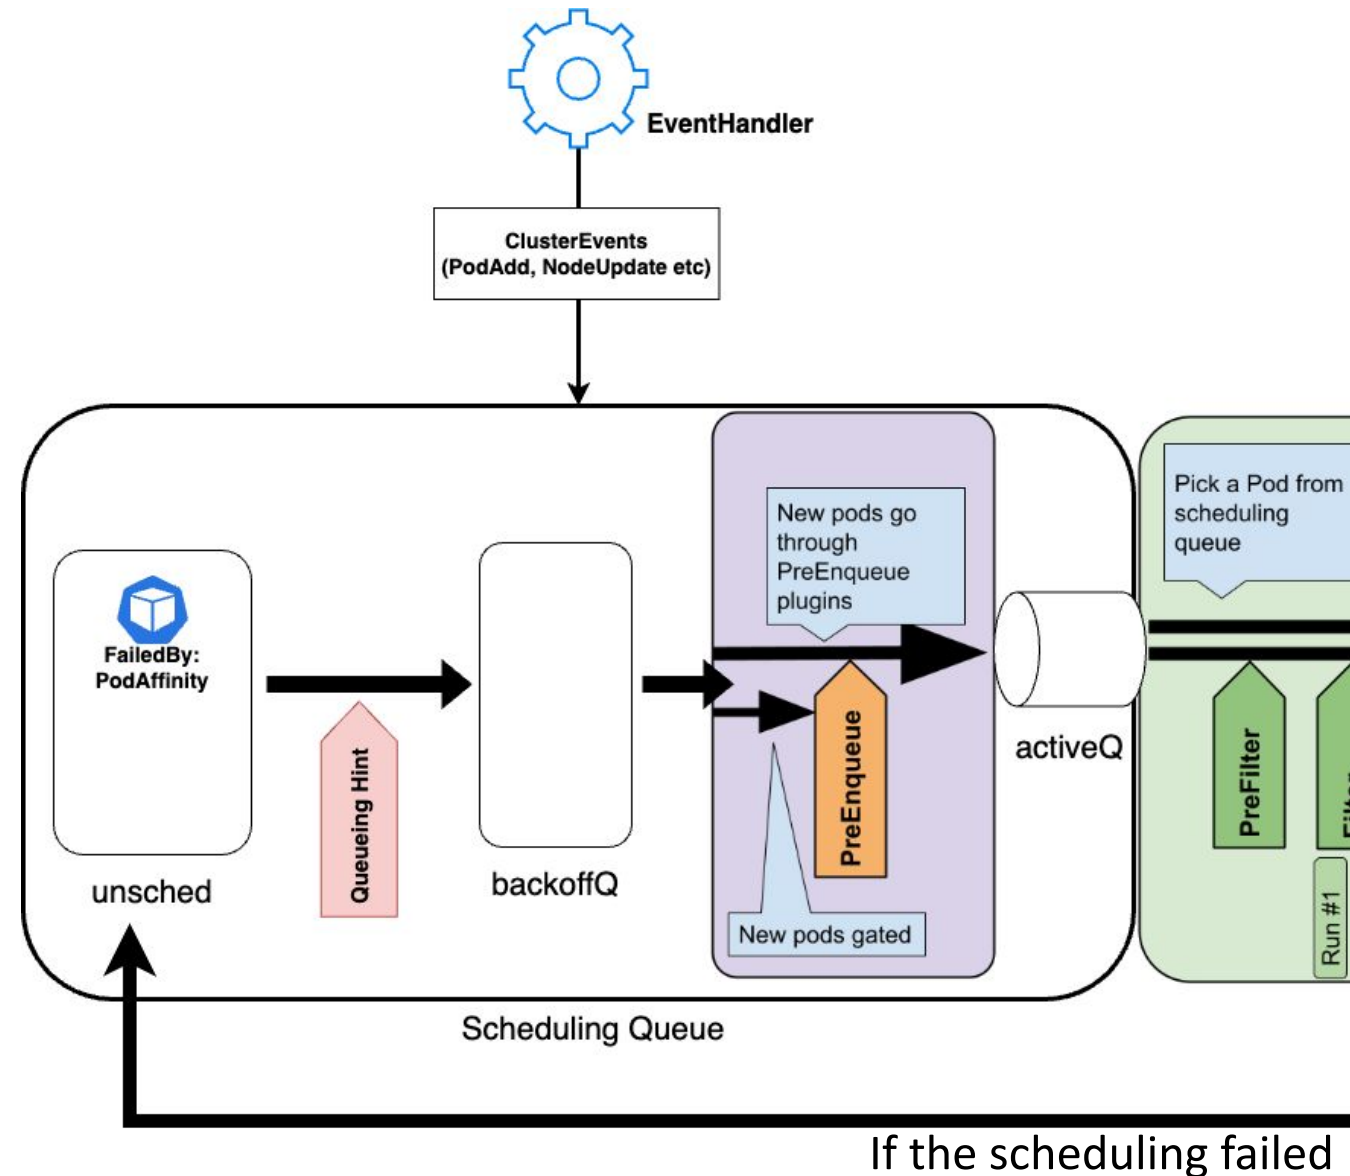 EventHandler
ClusterEvents
(PodAdd, NodeUpdate etc)
New pods go
through
PreEnqueue
plugins
Pick a Pod from
scheduling
queue
FailedBy:
PodAffinity
Queueing Hint
PreEnqueue
PreFilter
activeQ
unsched
backoffQ
New pods gated
Run #1
Scheduling Queue
If the scheduling failed